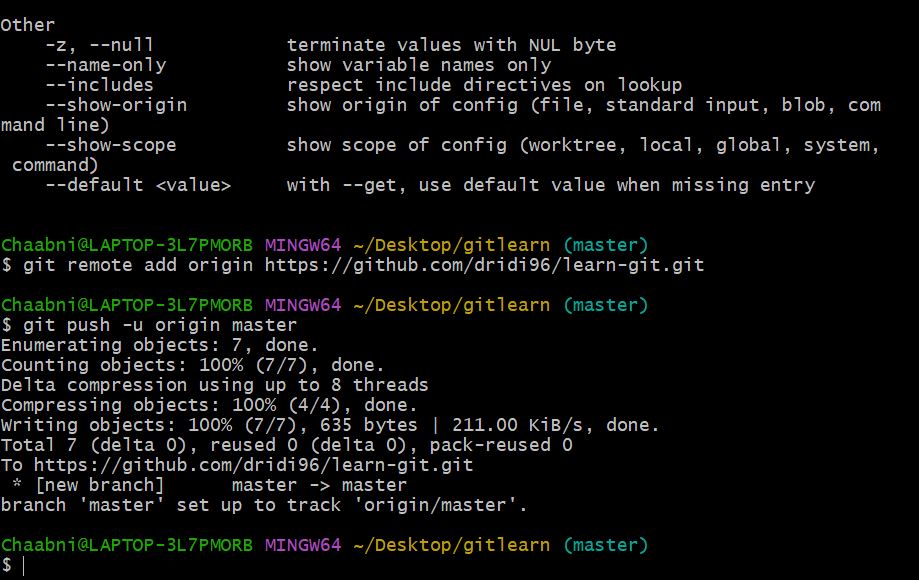 Other
    -z, --null            terminate values with NUL byte
    --name-only           show variable names only
    --includes            respect include directives on lookup
    --show-origin         show origin of config (file, standard input, blob, com
mand line)
    --show-scope          show scope of config (worktree, local, global, system,
 command)
    --default <value>     with --get, use default value when missing entry
Chaabni@LAPTOP-3L7PMORB MINGW64 ~/Desktop/gitlearn (master)
$ git remote add origin https://github.com/dridi96/learn-git.git
Chaabni@LAPTOP-3L7PMORB MINGW64 ~/Desktop/gitlearn (master)
$ git push -u origin master
Enumerating objects: 7, done.
Counting objects: 100% (7/7), done.
Delta compression using up to 8 threads
Compressing objects: 100% (4/4), done.
Writing objects: 100% (7/7), 635 bytes | 211.00 KiB/s, done.
Total 7 (delta 0), reused 0 (delta 0), pack-reused 0
To https://github.com/dridi96/learn-git.git
 * [new branch]      master -> master
branch 'master' set up to track 'origin/master'.
Chaabni@LAPTOP-3L7PMORB MINGW64 ~/Desktop/gitlearn (master)
$